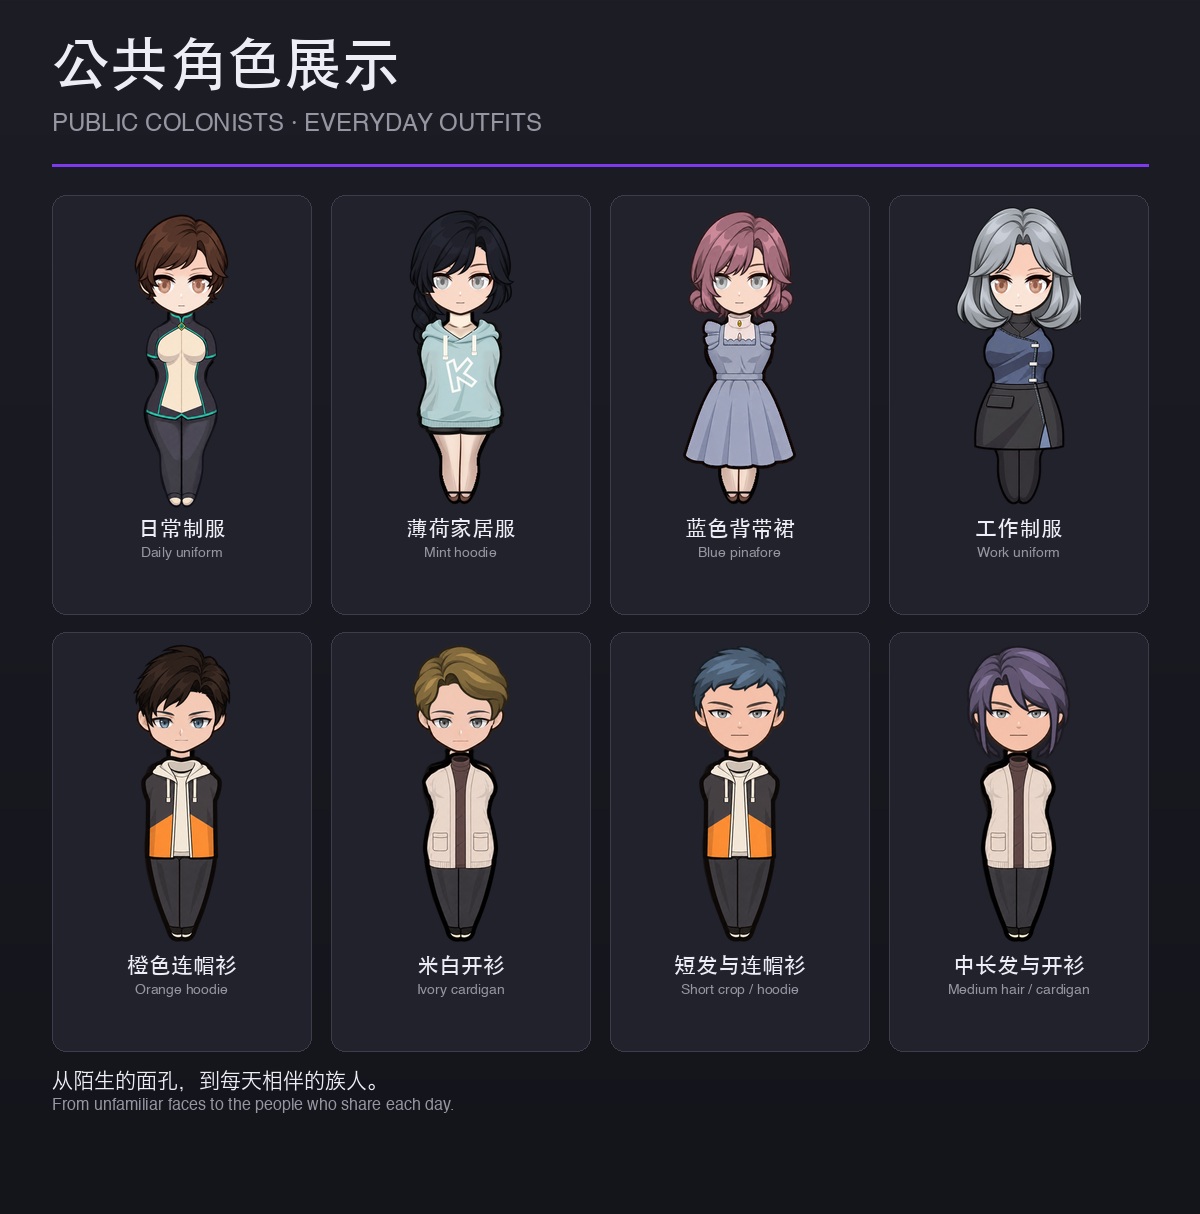 公共角色展示
PUBLIC COLONISTS · EVERYDAY OUTFITS
K
日常制服
Daily uniform
薄荷家居服
Mint hoodie
蓝色背带裙
Blue pinafore
工作制服
Work uniform
橙色连帽衫
Orange hoodie
米白开衫
Ivory cardigan
短发与连帽衫
Short crop / hoodie
中长发与开衫
Medium hair / cardigan
从陌生的面孔，到每天相伴的族人。
From unfamiliar faces to the people who share each day.